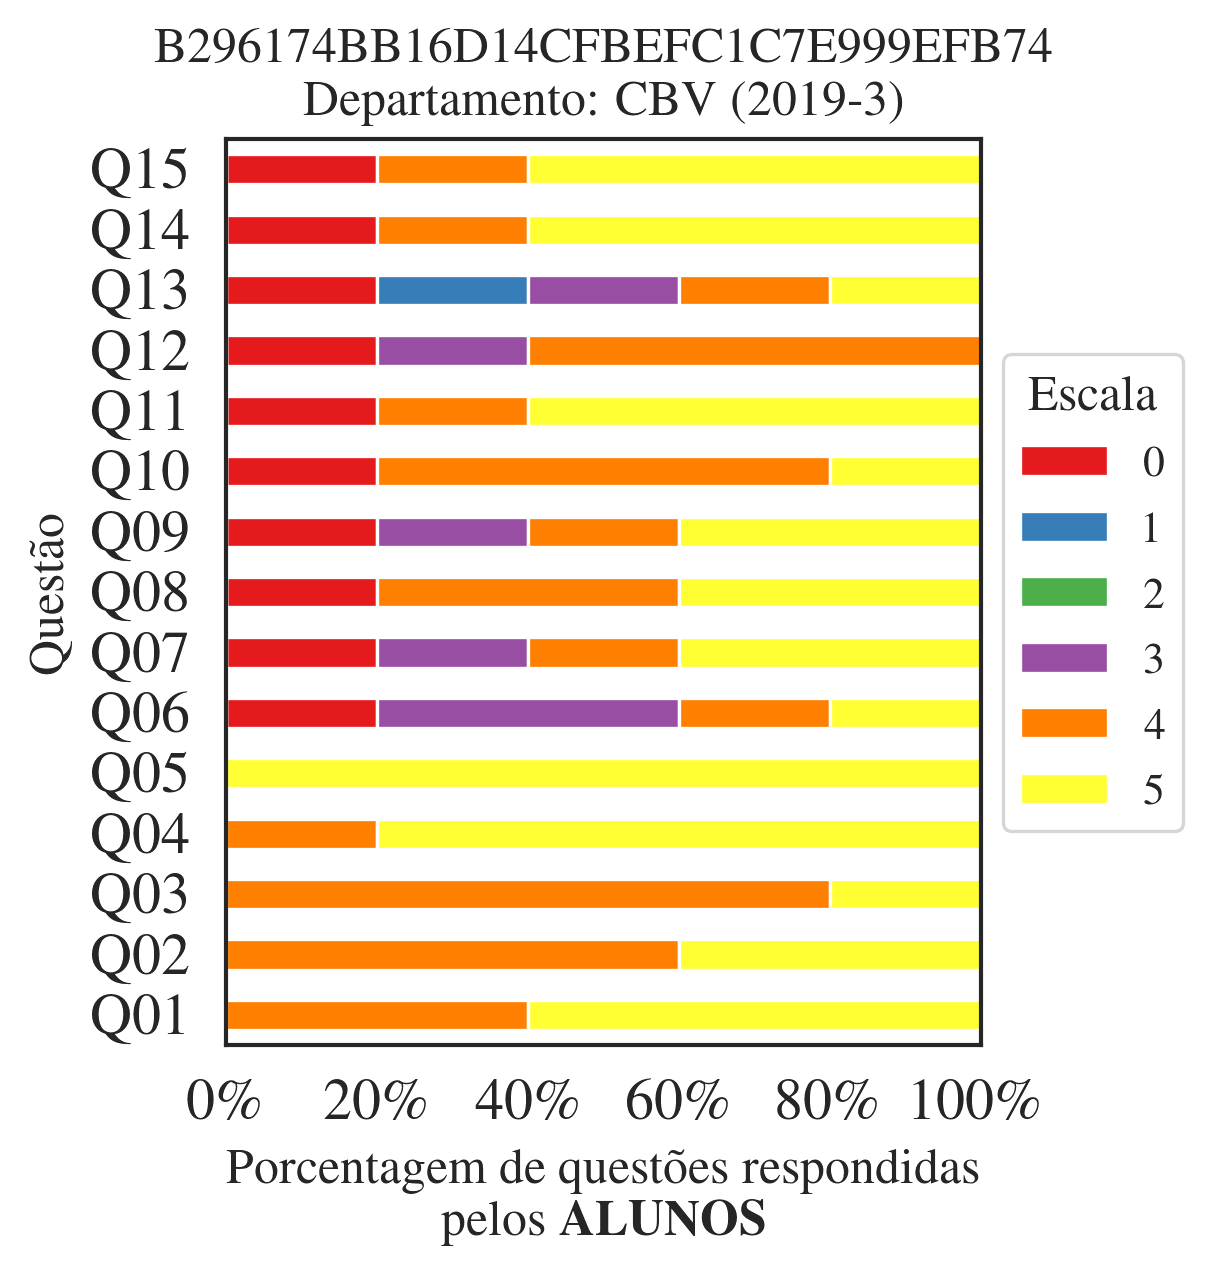 B296174BB16D14CFBEFC1C7E999EFB74
Departamento: CBV (2019-3)
Q15
Q14
Q13
Q12
Q11
Q10
Q09
Q08
Q07
Q06
Q05
Q04
Q03
Q02
Q01
Questão
0% 20% 40% 60% 80% 100%
Porcentagem de questões respondidas
pelos ALUNOS
Escala
0
1
2
3
4
5